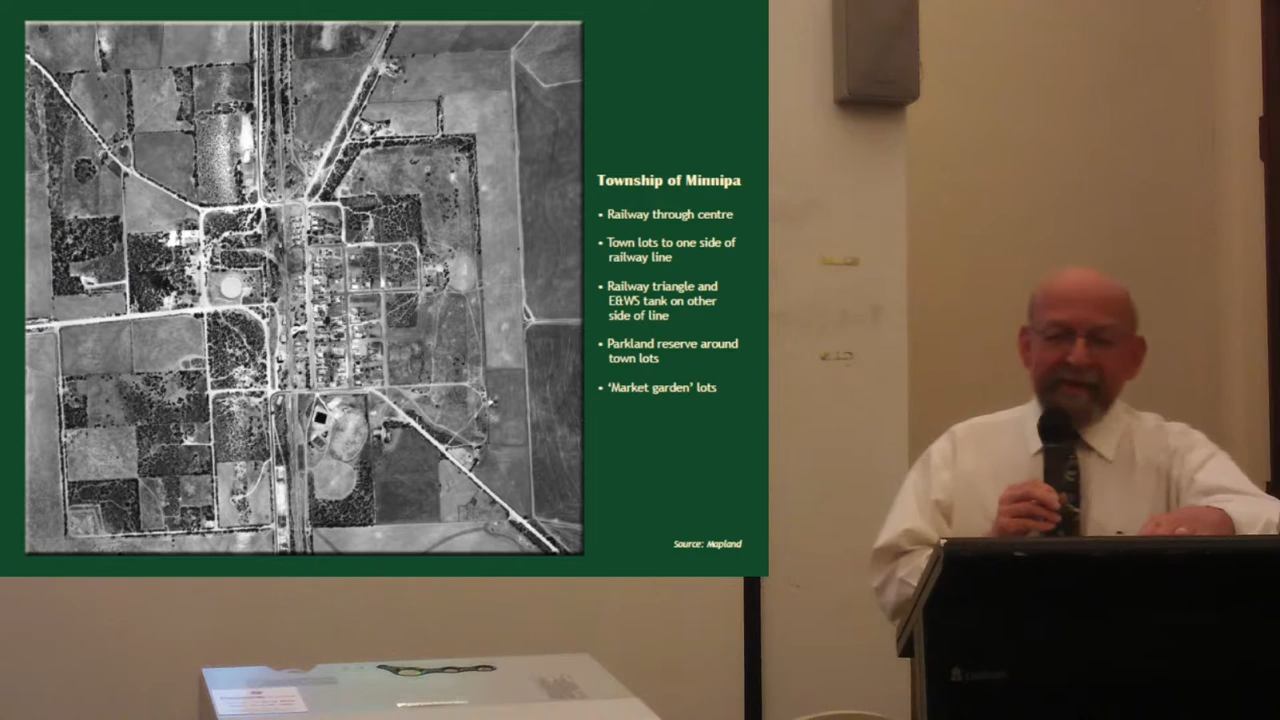 Township of Minnipa
• Railway through centre
• Town lots to one side of
railway line
• Railway triangle and
E&WS tank on other
side of line
• Parkland reserve around
town lots
• ‘Market garden’ lots
Source: Mapland